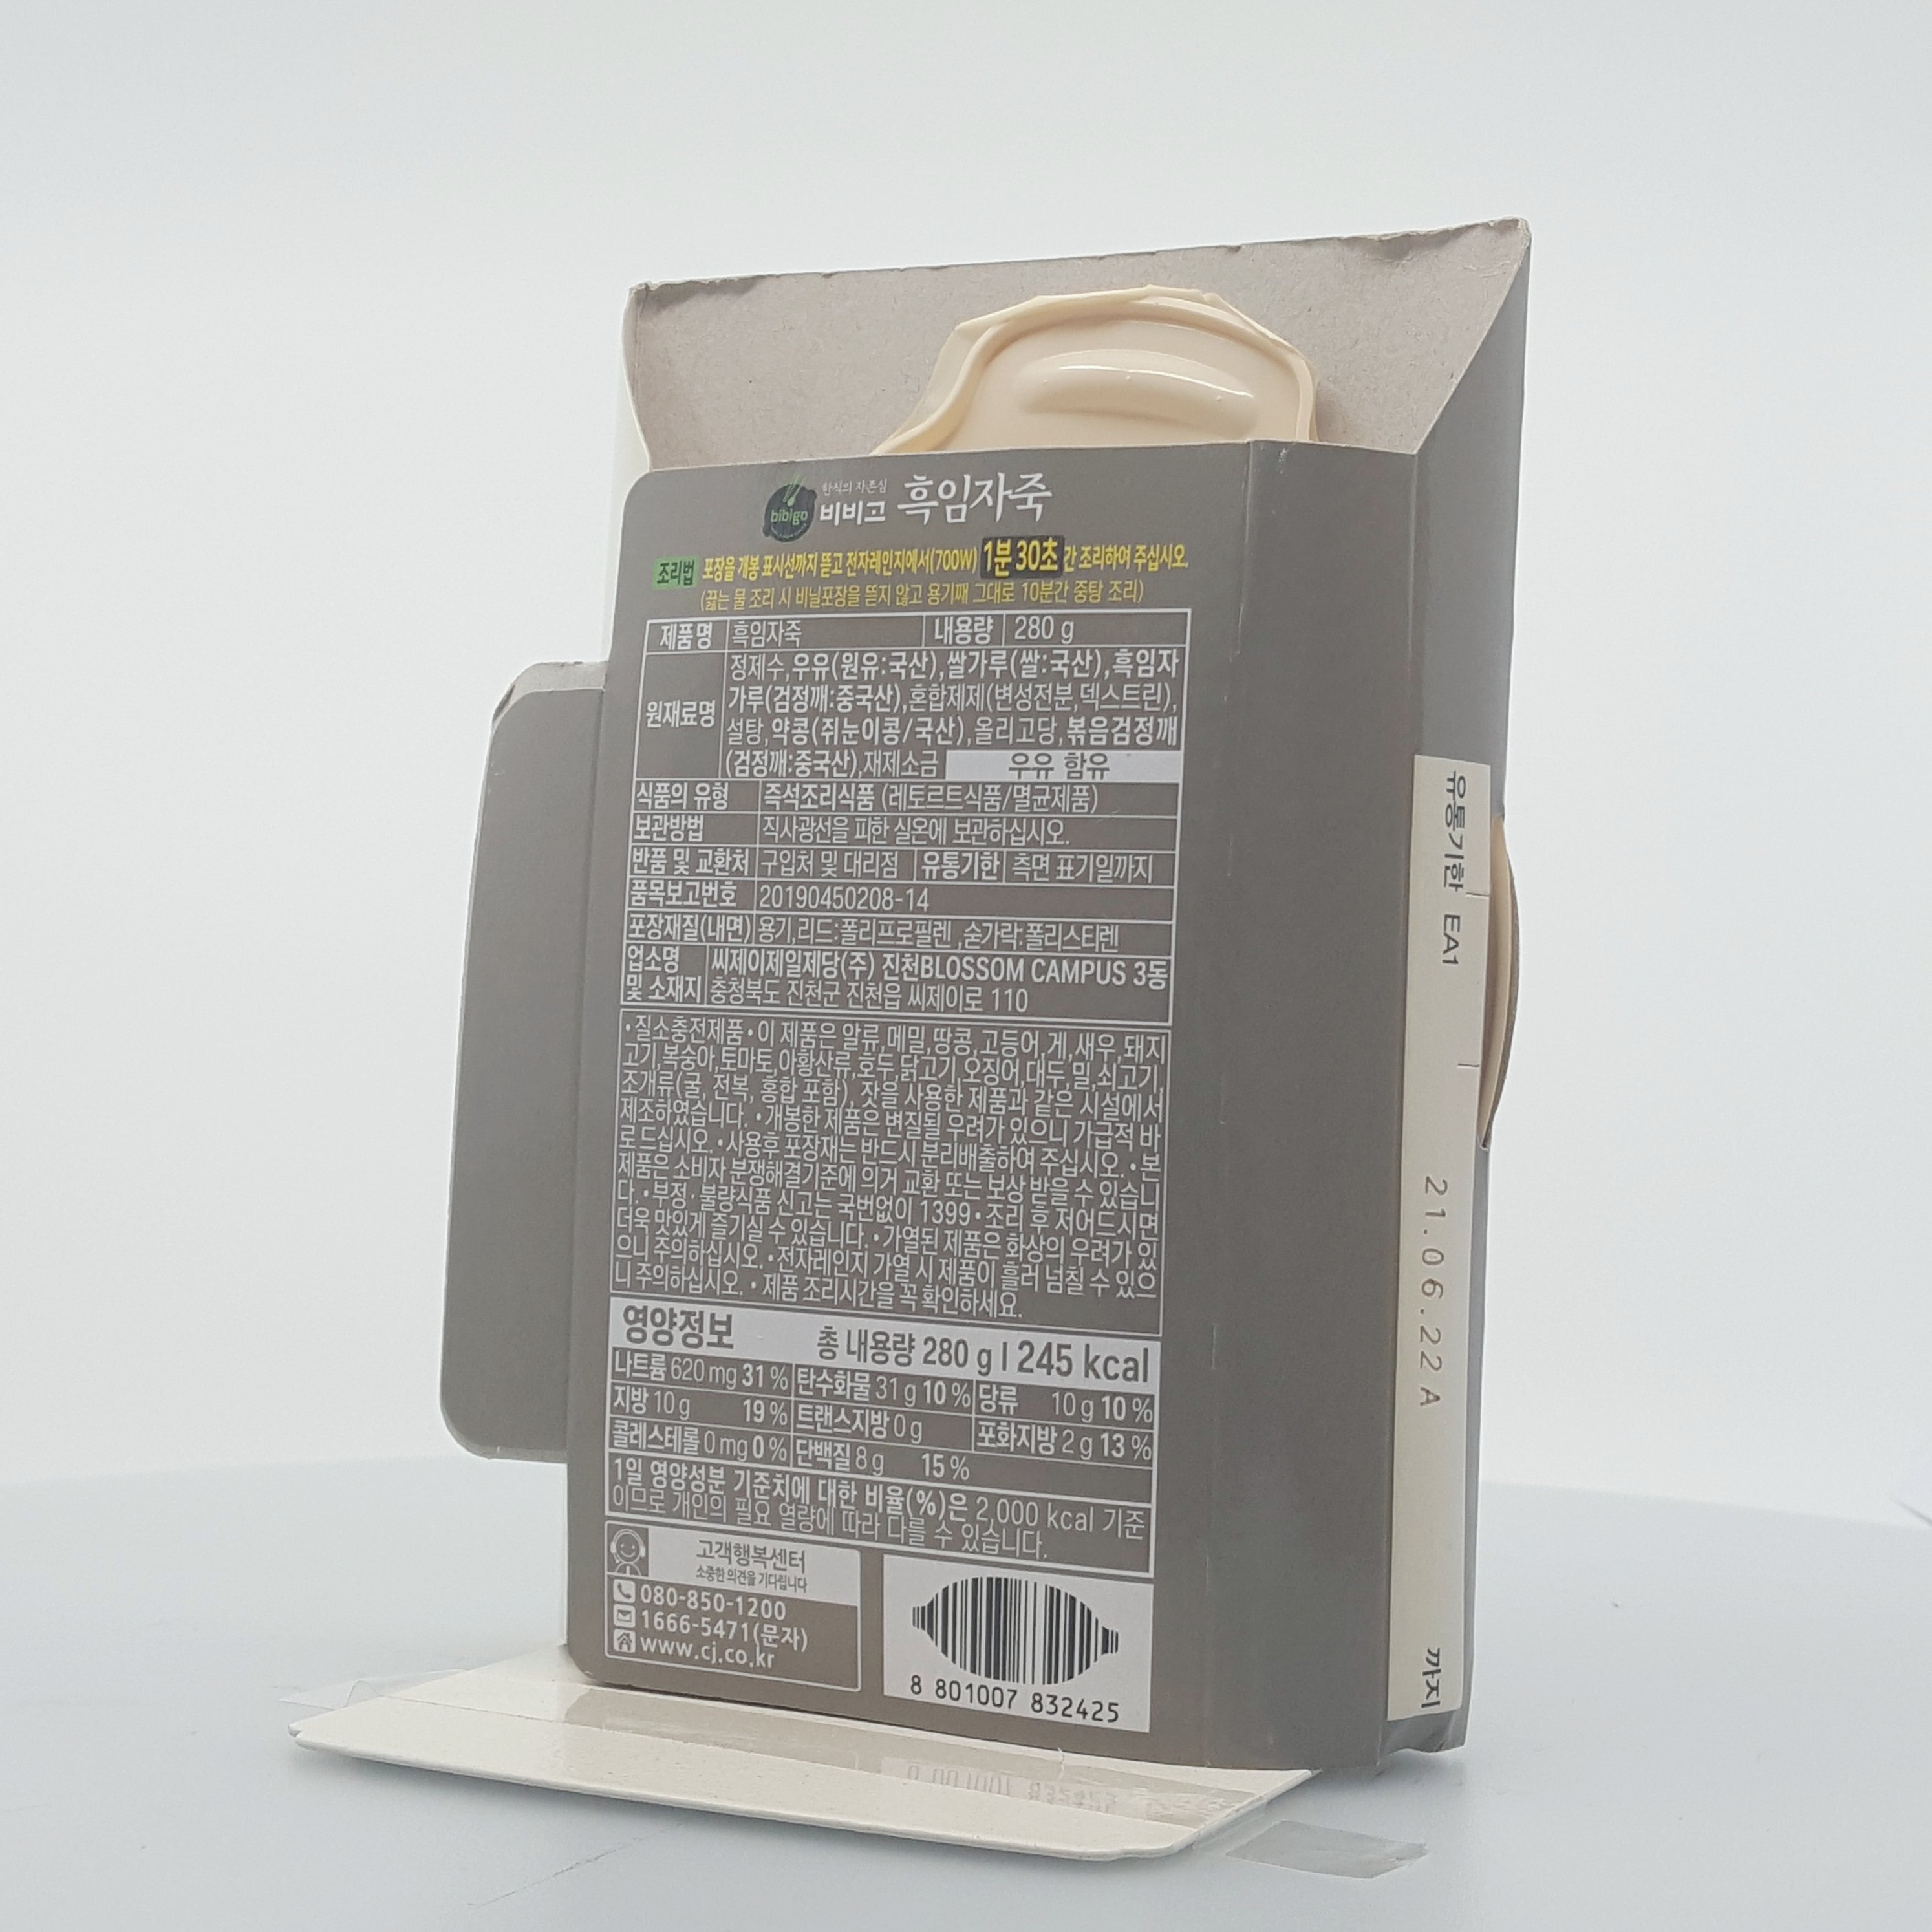 한식의 자존심
bibigo 비비고 흑임자죽
조리법 포장을 개봉 표시선까지 뜯고 전자레인지에서(700W) 1분 30초간 조리하여 주십시오.
(끓는 물 조리 시 비닐포장을 뜯지 않고 용기째 그대로 10분간 중탕 조리)
제품명 흑임자죽 내용량 280 g
원재료명 정제수,우유(원유:국산),쌀가루(쌀:국산),흑임자
가루(검정깨:중국산),혼합제제(변성전분,덱스트린),
설탕,약콩(쥐눈이콩/국산),올리고당,볶음검정깨
(검정깨:중국산),재제소금 우유 함유
식품의 유형 즉석조리식품 (레토르트식품/멸균제품)
보관방법 직사광선을 피한 실온에 보관하십시오.
반품 및 교환처 구입처 및 대리점 유통기한 측면 표기일까지
품목보고번호 20190450208-14
포장재질(내면) 용기,리드:폴리프로필렌 ,숟가락:폴리스티렌
업소명 씨제이제일제당(주) 진천BLOSSOM CAMPUS 3동
및 소재지 충청북도 진천군 진천읍 씨제이로 110
•질소충전제품•이 제품은 알류,메밀,땅콩,고등어,게,새우,돼지
고기,복숭아,토마토,아황산류,호두,닭고기,오징어,대두,밀,쇠고기,
조개류(굴, 전복, 홍합 포함), 잣을 사용한 제품과 같은 시설에서
제조하였습니다. •개봉한 제품은 변질될 우려가 있으니 가급적 바
로 드십시오. •사용후 포장재는 반드시 분리배출하여 주십시오. •본
제품은 소비자 분쟁해결기준에 의거 교환 또는 보상 받을 수 있습니
다.•부정·불량식품 신고는 국번없이 1399•조리 후 저어드시면
더욱 맛있게 즐기실 수 있습니다. •가열된 제품은 화상의 우려가 있
으니 주의하십시오. •전자레인지 가열 시 제품이 흘러 넘칠 수 있으
니 주의하십시오. •제품 조리시간을 꼭 확인하세요.
영양정보 총 내용량 280 g I 245 kcal
나트륨 620 mg 31 % 탄수화물 31 g 10 % 당류 10 g 10 %
지방 10 g 19 % 트랜스지방 0 g 포화지방 2 g 13 %
콜레스테롤 0 mg 0 % 단백질 8 g 15 %
1일 영양성분 기준치에 대한 비율(%)은 2,000 kcal 기준
이므로 개인의 필요 열량에 따라 다를 수 있습니다.
고객행복센터
소중한 의견을 기다립니다
080-850-1200
1666-5471(문자)
www.cj.co.kr
8 801007 832425
유통기한 EA1 21.06.22 A 까지